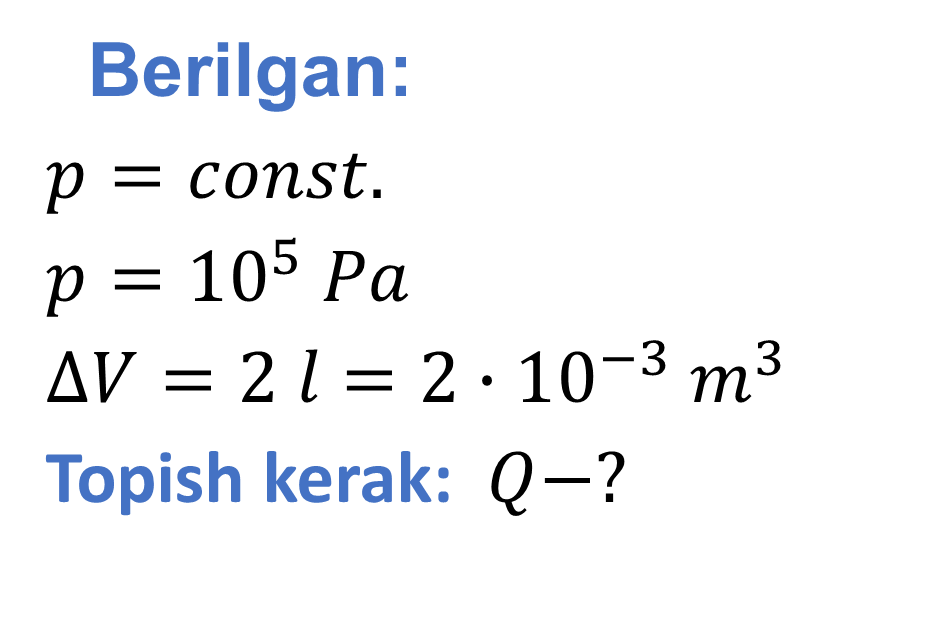 Berilgan:
p = const.
p = 10⁵ Pa
ΔV = 2 l = 2 · 10⁻³ m³
Topish kerak: Q−?